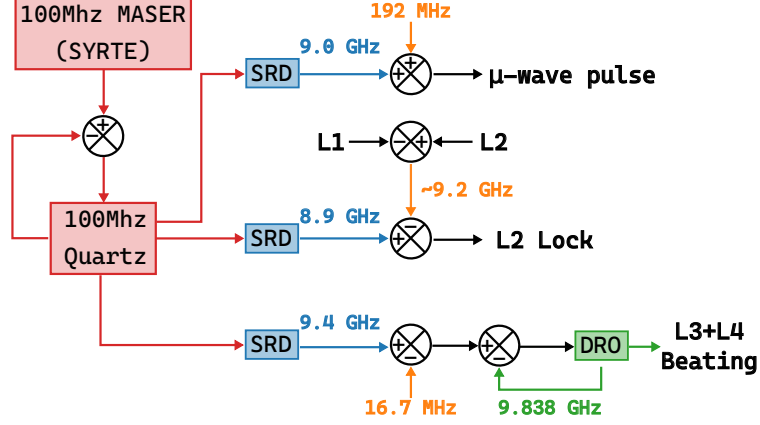 100Mhz MASER
(SYRTE)
192 MHz
9.0 GHz
SRD
μ-wave pulse
L1
L2
~9.2 GHz
100Mhz
Quartz
8.9 GHz
SRD
L2 Lock
9.4 GHz
SRD
DRO
L3+L4
Beating
16.7 MHz
9.838 GHz